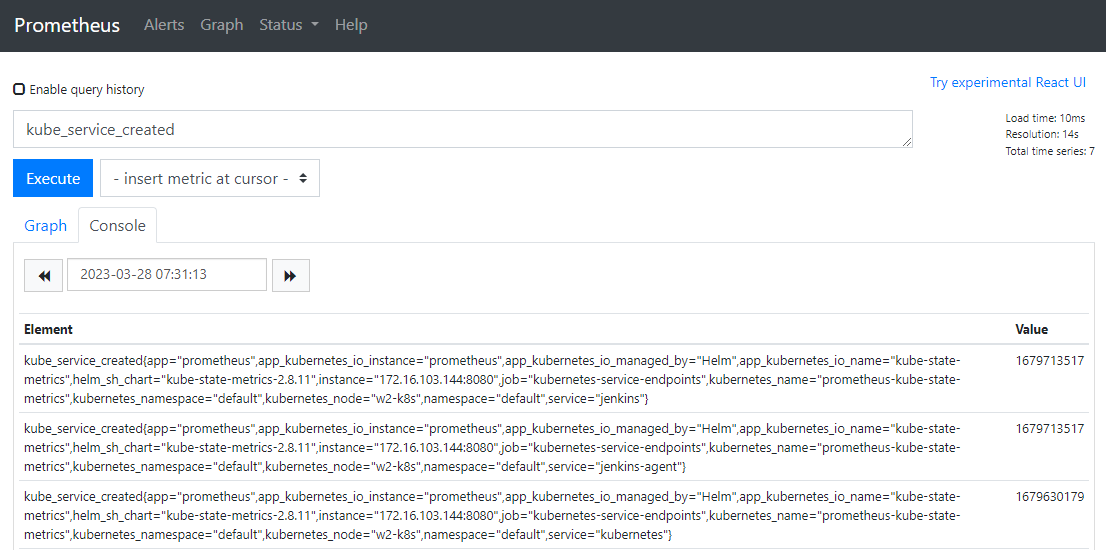 Prometheus Alerts Graph Status Help
Enable query history
Try experimental React UI
kube_service_created
Load time: 10ms
Resolution: 14s
Total time series: 7
Execute
- insert metric at cursor -
Graph Console
2023-03-28 07:31:13
Element Value
kube_service_created{app="prometheus",app_kubernetes_io_instance="prometheus",app_kubernetes_io_managed_by="Helm",app_kubernetes_io_name="kube-state- 1679713517
metrics",helm_sh_chart="kube-state-metrics-2.8.11",instance="172.16.103.144:8080",job="kubernetes-service-endpoints",kubernetes_name="prometheus-kube-state-
metrics",kubernetes_namespace="default",kubernetes_node="w2-k8s",namespace="default",service="jenkins"}
kube_service_created{app="prometheus",app_kubernetes_io_instance="prometheus",app_kubernetes_io_managed_by="Helm",app_kubernetes_io_name="kube-state- 1679713517
metrics",helm_sh_chart="kube-state-metrics-2.8.11",instance="172.16.103.144:8080",job="kubernetes-service-endpoints",kubernetes_name="prometheus-kube-state-
metrics",kubernetes_namespace="default",kubernetes_node="w2-k8s",namespace="default",service="jenkins-agent"}
kube_service_created{app="prometheus",app_kubernetes_io_instance="prometheus",app_kubernetes_io_managed_by="Helm",app_kubernetes_io_name="kube-state- 1679630179
metrics",helm_sh_chart="kube-state-metrics-2.8.11",instance="172.16.103.144:8080",job="kubernetes-service-endpoints",kubernetes_name="prometheus-kube-state-
metrics",kubernetes_namespace="default",kubernetes_node="w2-k8s",namespace="default",service="kubernetes"}